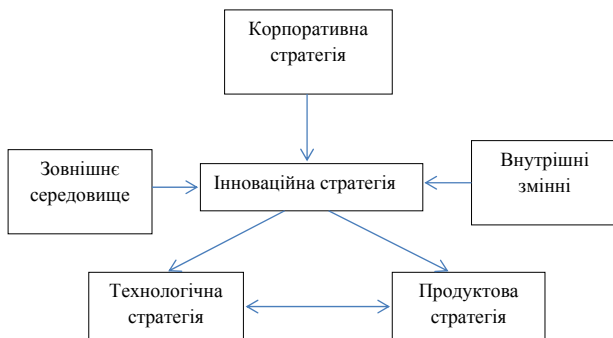 Корпоративна
стратегія
Зовнішнє
середовище
Інноваційна стратегія
Внутрішні
змінні
Технологічна
стратегія
Продуктова
стратегія